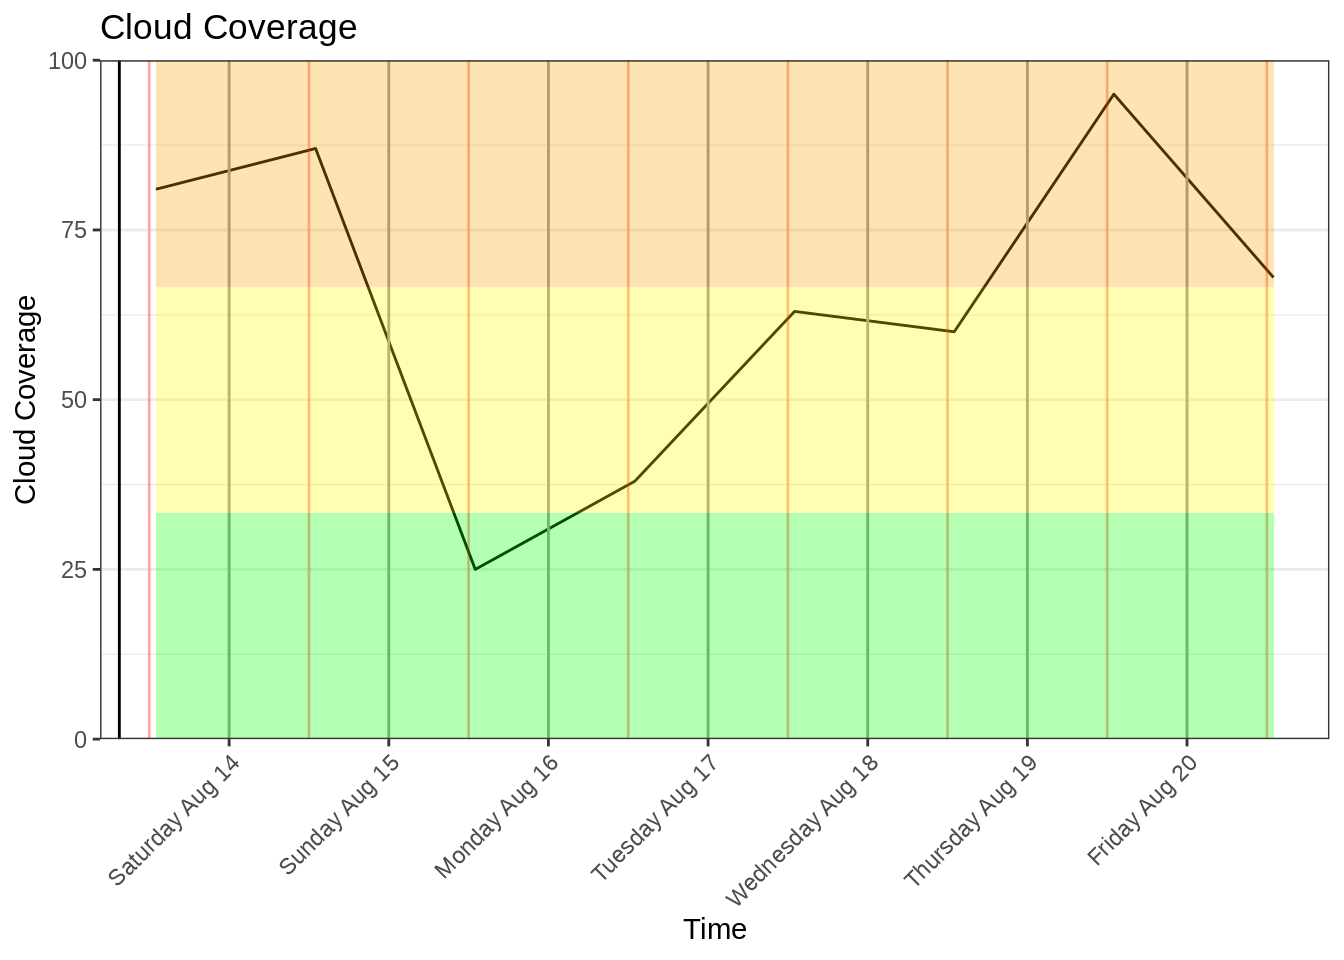 Cloud Coverage
100
75
50
25
0
Cloud Coverage
Saturday Aug 14
Sunday Aug 15
Monday Aug 16
Tuesday Aug 17
Wednesday Aug 18
Thursday Aug 19
Friday Aug 20
Time